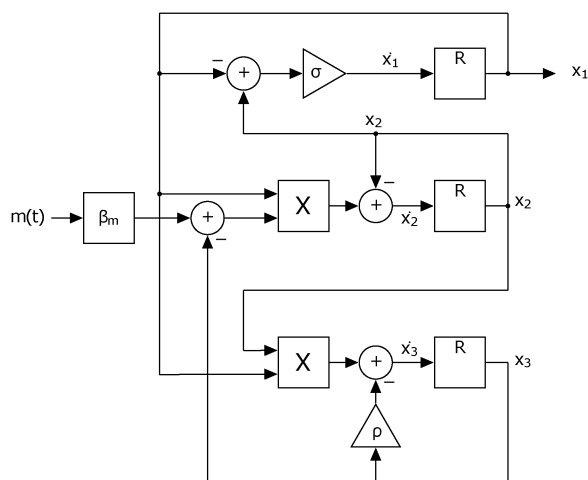 −
+
σ
ẋ₁
R
x₁
x₂
m(t)
βₘ
+
−
X
−
+
ẋ₂
R
x₂
X
+
−
ẋ₃
R
x₃
ρ